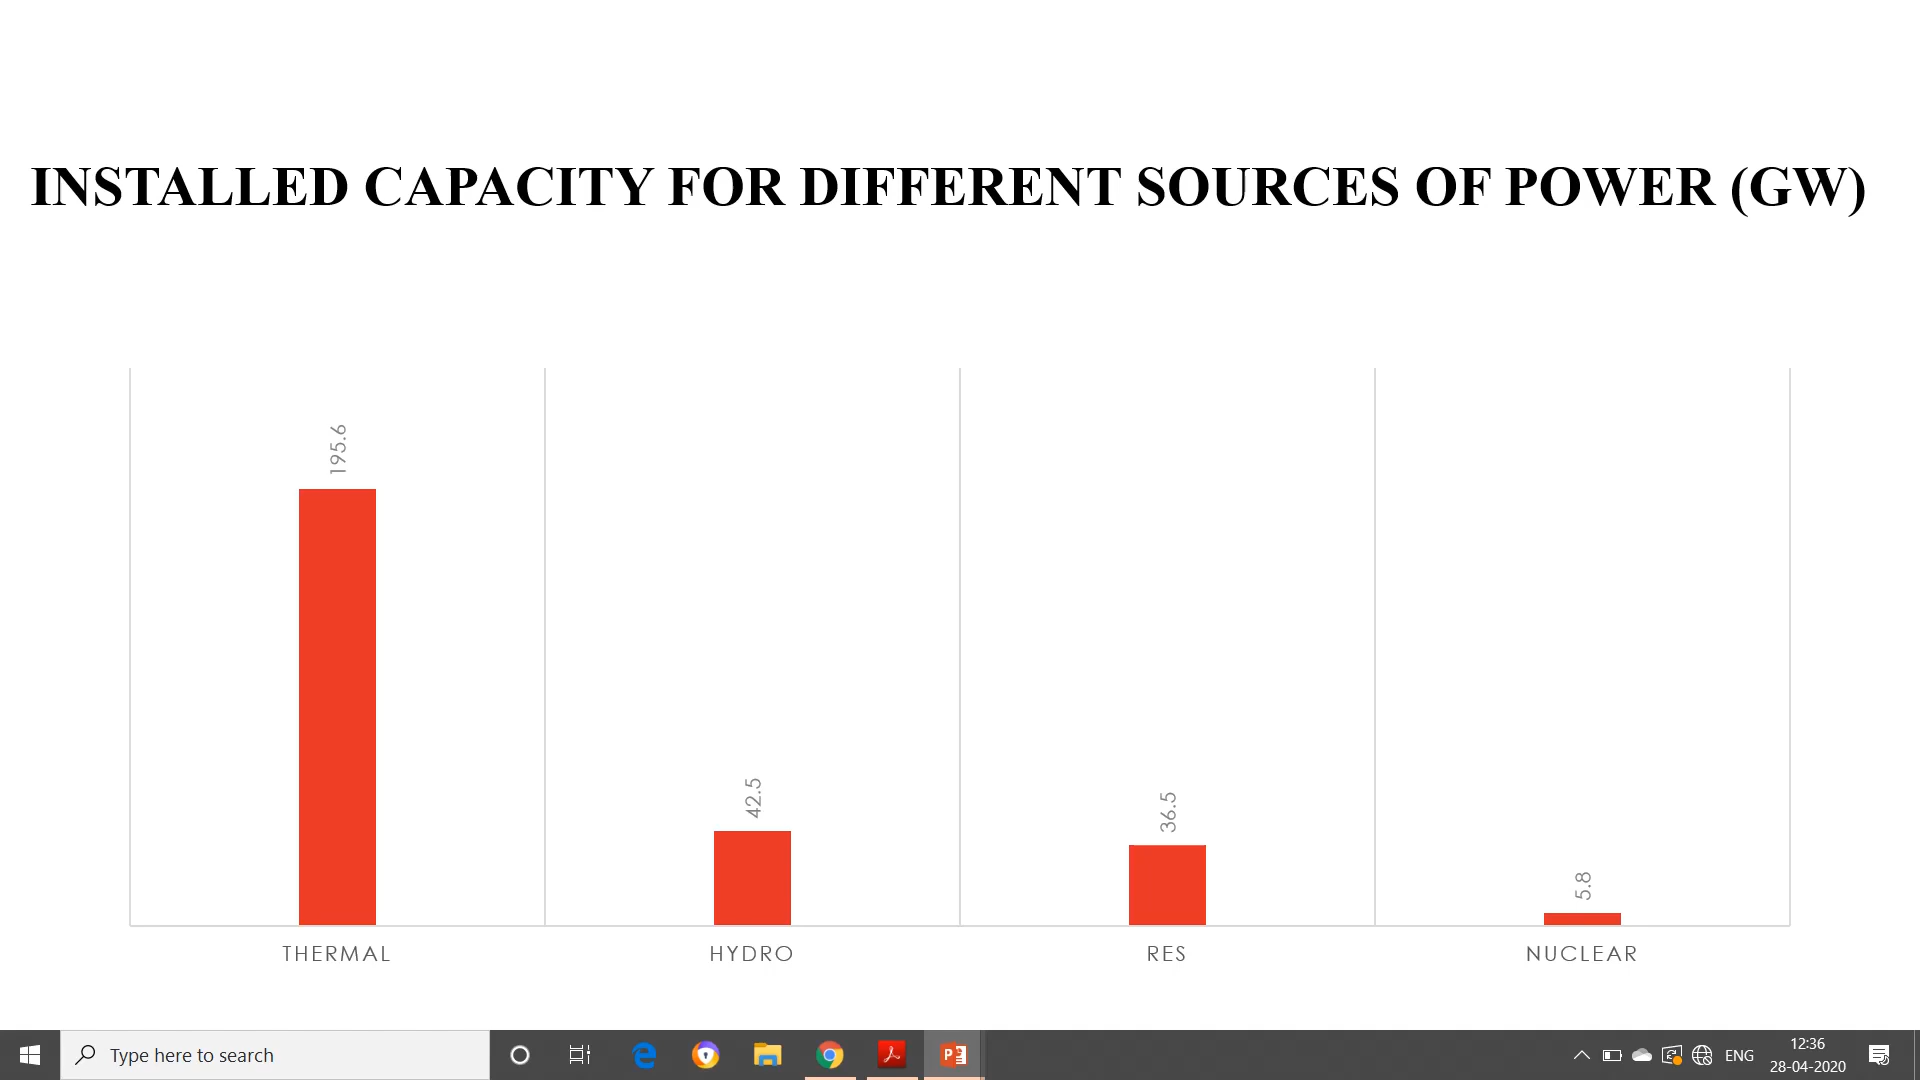 INSTALLED CAPACITY FOR DIFFERENT SOURCES OF POWER (GW)
195.6
42.5
36.5
5.8
THERMAL
HYDRO
RES
NUCLEAR
Type here to search
ENG
12:36
28-04-2020